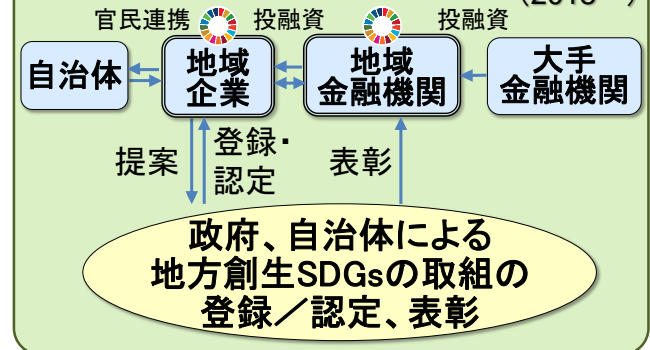 官民連携 投融資 投融資
自治体 地域 地域 大手
企業 金融機関 金融機関
提案 登録・ 表彰
認定
政府、自治体による
地方創生SDGsの取組の
登録／認定、表彰